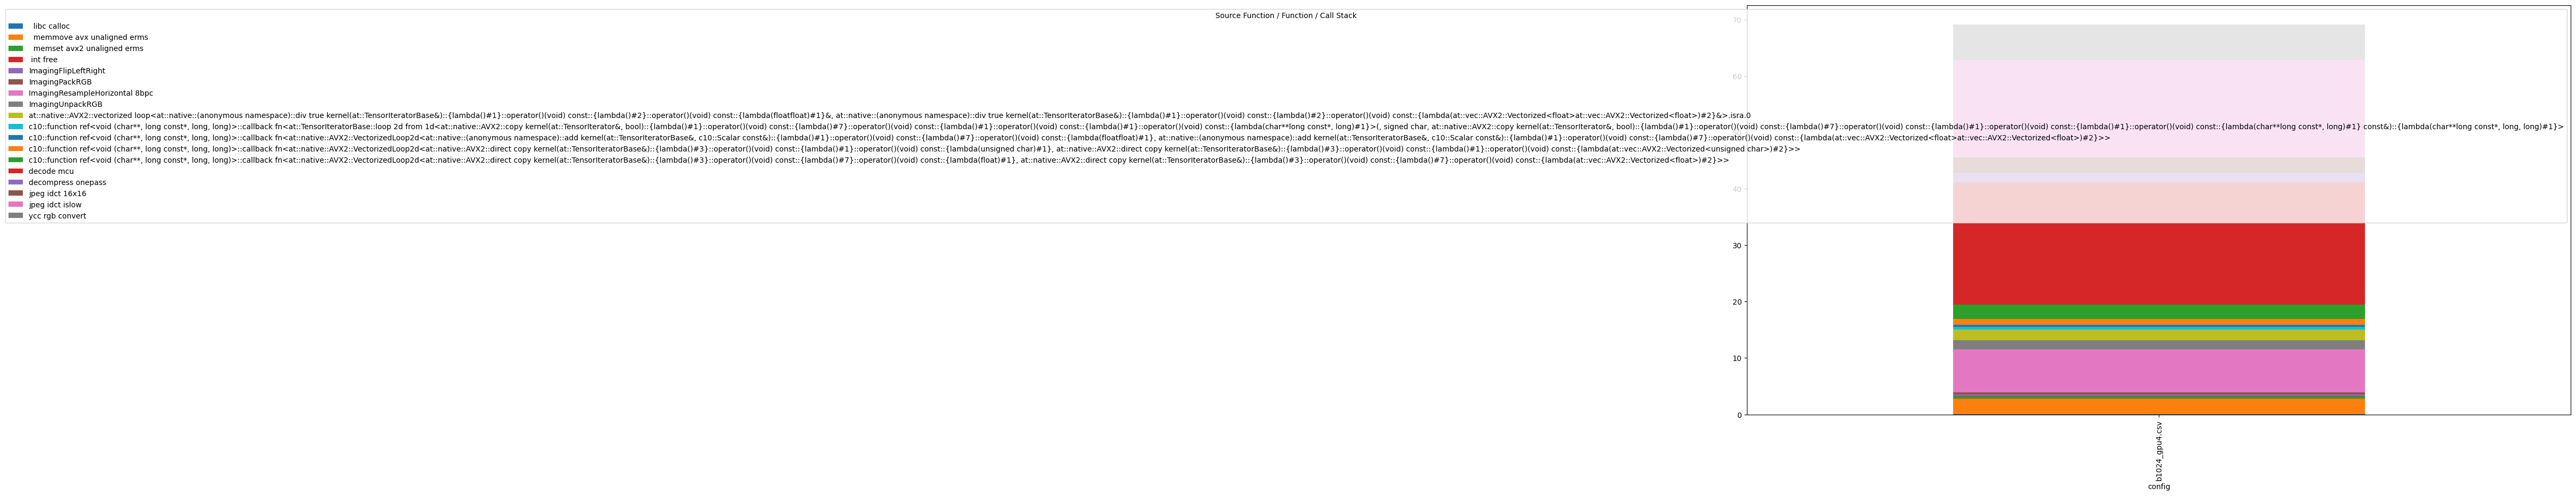 Source Function / Function / Call Stack
libc calloc
memmove avx unaligned erms
memset avx2 unaligned erms
int free
ImagingFlipLeftRight
ImagingPackRGB
ImagingResampleHorizontal 8bpc
ImagingUnpackRGB
at::native::AVX2::vectorized loop<at::native::(anonymous namespace)::div true kernel(at::TensorIteratorBase&)::{lambda()#1}::operator()(void) const::{lambda()#2}::operator()(void) const::{lambda(floatfloat)#1}&, at::native::(anonymous namespace)::div true kernel(at::TensorIteratorBase&)::{lambda()#1}::operator()(void) const::{lambda()#2}::operator()(void) const::{lambda(at::vec::AVX2::Vectorized<float>at::vec::AVX2::Vectorized<float>)#2}&>.isra.0
c10::function ref<void (char**, long const*, long, long)>::callback fn<at::TensorIteratorBase::loop 2d from 1d<at::native::AVX2::copy kernel(at::TensorIterator&, bool)::{lambda()#1}::operator()(void) const::{lambda()#7}::operator()(void) const::{lambda()#1}::operator()(void) const::{lambda()#1}::operator()(void) const::{lambda(char**long const*, long)#1}>(, signed char, at::native::AVX2::copy kernel(at::TensorIterator&, bool)::{lambda()#1}::operator()(void) const::{lambda()#7}::operator()(void) const::{lambda()#1}::operator()(void) const::{lambda()#1}::operator()(void) const::{lambda(char**long const*, long)#1} const&)::{lambda(char**long const*, long, long)#1}>
c10::function ref<void (char**, long const*, long, long)>::callback fn<at::native::AVX2::VectorizedLoop2d<at::native::(anonymous namespace)::add kernel(at::TensorIteratorBase&, c10::Scalar const&)::{lambda()#1}::operator()(void) const::{lambda()#7}::operator()(void) const::{lambda(floatfloat)#1}, at::native::(anonymous namespace)::add kernel(at::TensorIteratorBase&, c10::Scalar const&)::{lambda()#1}::operator()(void) const::{lambda()#7}::operator()(void) const::{lambda(at::vec::AVX2::Vectorized<float>at::vec::AVX2::Vectorized<float>)#2}>>
c10::function ref<void (char**, long const*, long, long)>::callback fn<at::native::AVX2::VectorizedLoop2d<at::native::AVX2::direct copy kernel(at::TensorIteratorBase&)::{lambda()#3}::operator()(void) const::{lambda()#1}::operator()(void) const::{lambda(unsigned char)#1}, at::native::AVX2::direct copy kernel(at::TensorIteratorBase&)::{lambda()#3}::operator()(void) const::{lambda()#1}::operator()(void) const::{lambda(at::vec::AVX2::Vectorized<unsigned char>)#2}>>
c10::function ref<void (char**, long const*, long, long)>::callback fn<at::native::AVX2::VectorizedLoop2d<at::native::AVX2::direct copy kernel(at::TensorIteratorBase&)::{lambda()#3}::operator()(void) const::{lambda()#7}::operator()(void) const::{lambda(float)#1}, at::native::AVX2::direct copy kernel(at::TensorIteratorBase&)::{lambda()#3}::operator()(void) const::{lambda()#7}::operator()(void) const::{lambda(at::vec::AVX2::Vectorized<float>)#2}>>
decode mcu
decompress onepass
jpeg idct 16x16
jpeg idct islow
ycc rgb convert
70
60
40
30
20
10
0
b1024_gpu4.csv
config